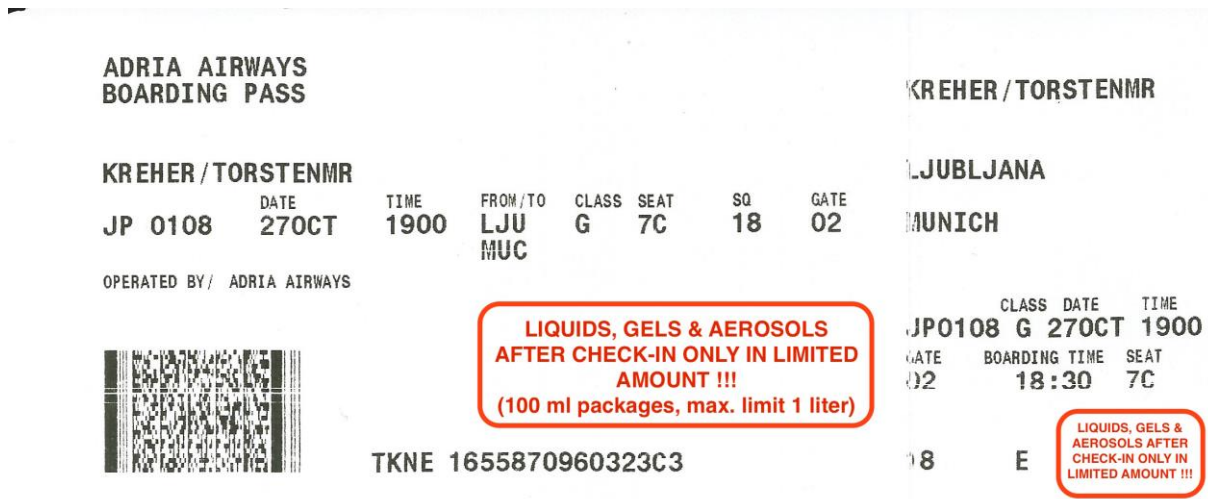 ADRIA AIRWAYS
BOARDING PASS
KREHER/TORSTENMR
DATE TIME FROM/TO CLASS SEAT SQ GATE
JP 0108 27OCT 1900 LJU G 7C 18 02
MUC
OPERATED BY/ ADRIA AIRWAYS
LIQUIDS, GELS & AEROSOLS
AFTER CHECK-IN ONLY IN LIMITED
AMOUNT !!!
(100 ml packages, max. limit 1 liter)
TKNE 1655870960323C3
KREHER/TORSTENMR
LJUBLJANA
MUNICH
CLASS DATE TIME
JP0108 G 27OCT 1900
GATE BOARDING TIME SEAT
02 18:30 7C
8 E
LIQUIDS, GELS &
AEROSOLS AFTER
CHECK-IN ONLY IN
LIMITED AMOUNT !!!